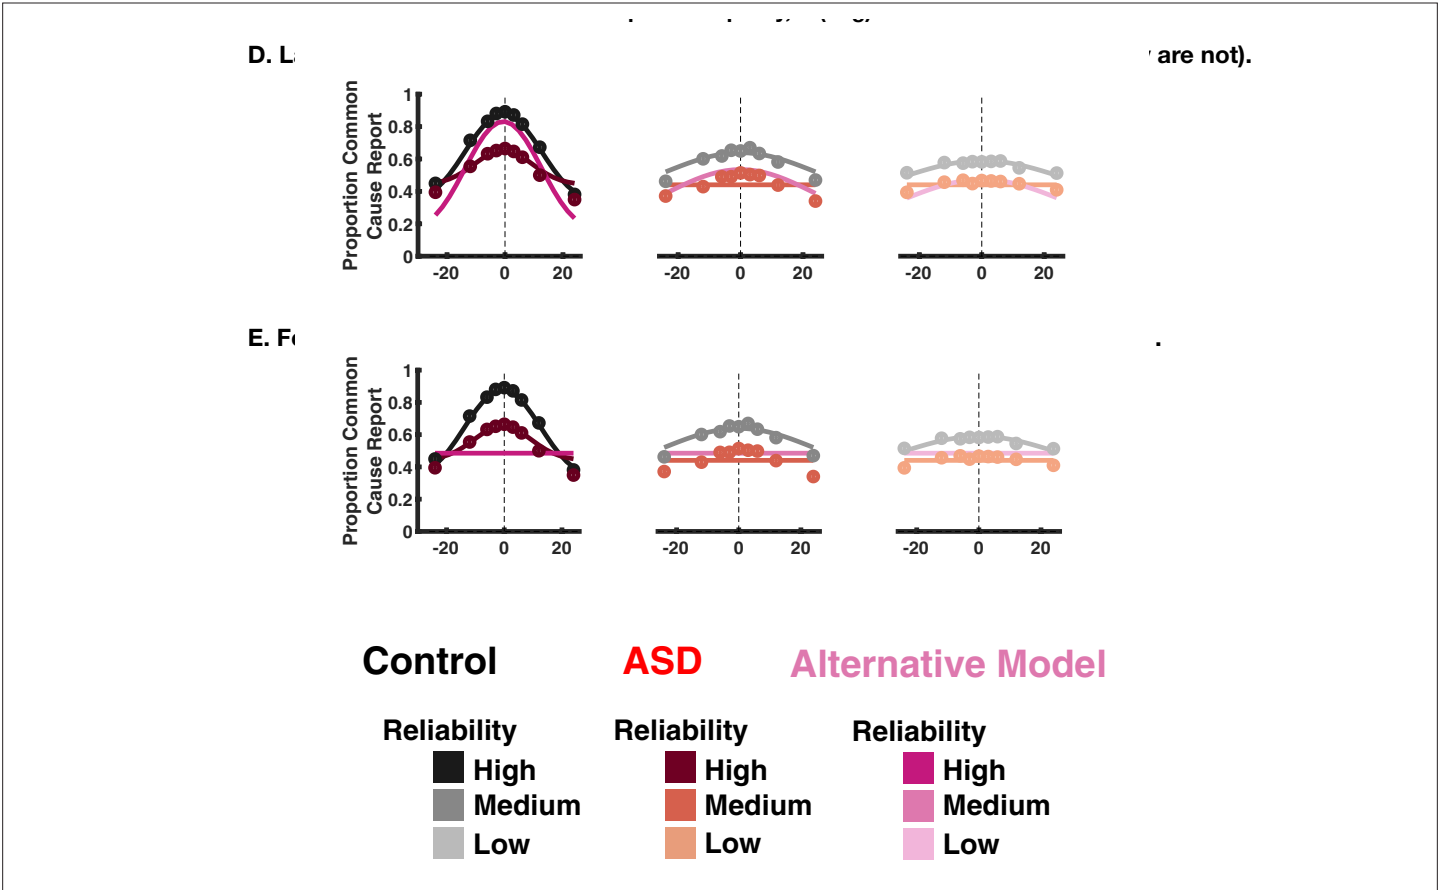 D.
are not).
Proportion Common
Cause Report
1
0.8
0.6
0.4
0.2
0
-20 0 20
-20 0 20
-20 0 20
E.
.
Proportion Common
Cause Report
1
0.8
0.6
0.4
0.2
0
-20 0 20
-20 0 20
-20 0 20
Control ASD Alternative Model
Reliability Reliability Reliability
High High High
Medium Medium Medium
Low Low Low